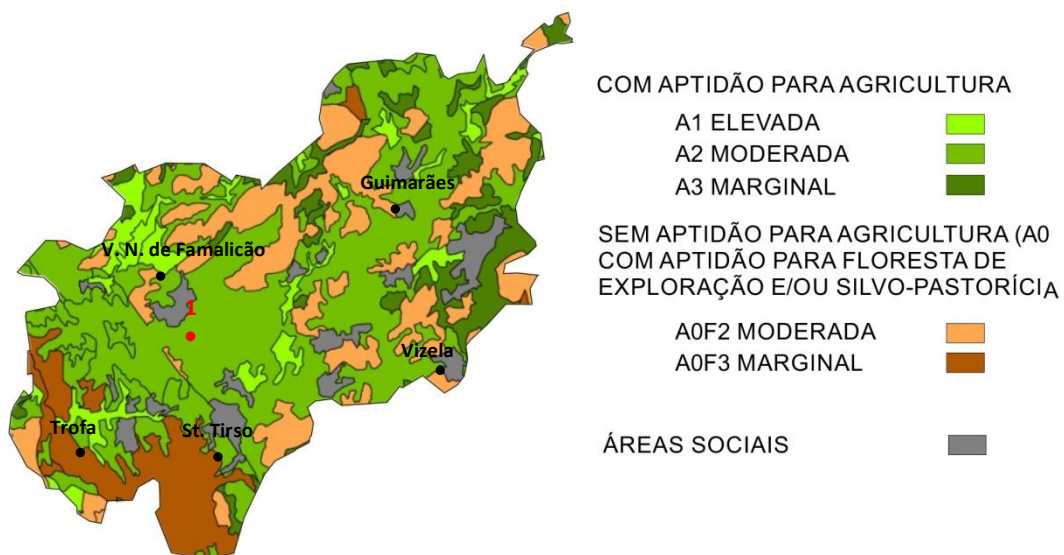 COM APTIDÃO PARA AGRICULTURA
A1 ELEVADA
A2 MODERADA
A3 MARGINAL
SEM APTIDÃO PARA AGRICULTURA (A0
COM APTIDÃO PARA FLORESTA DE
EXPLORAÇÃO E/OU SILVO-PASTORÍCIA
A0F2 MODERADA
A0F3 MARGINAL
ÁREAS SOCIAIS
Guimarães
V. N. de Famalicão
1
Vizela
Trofa
St. Tirso